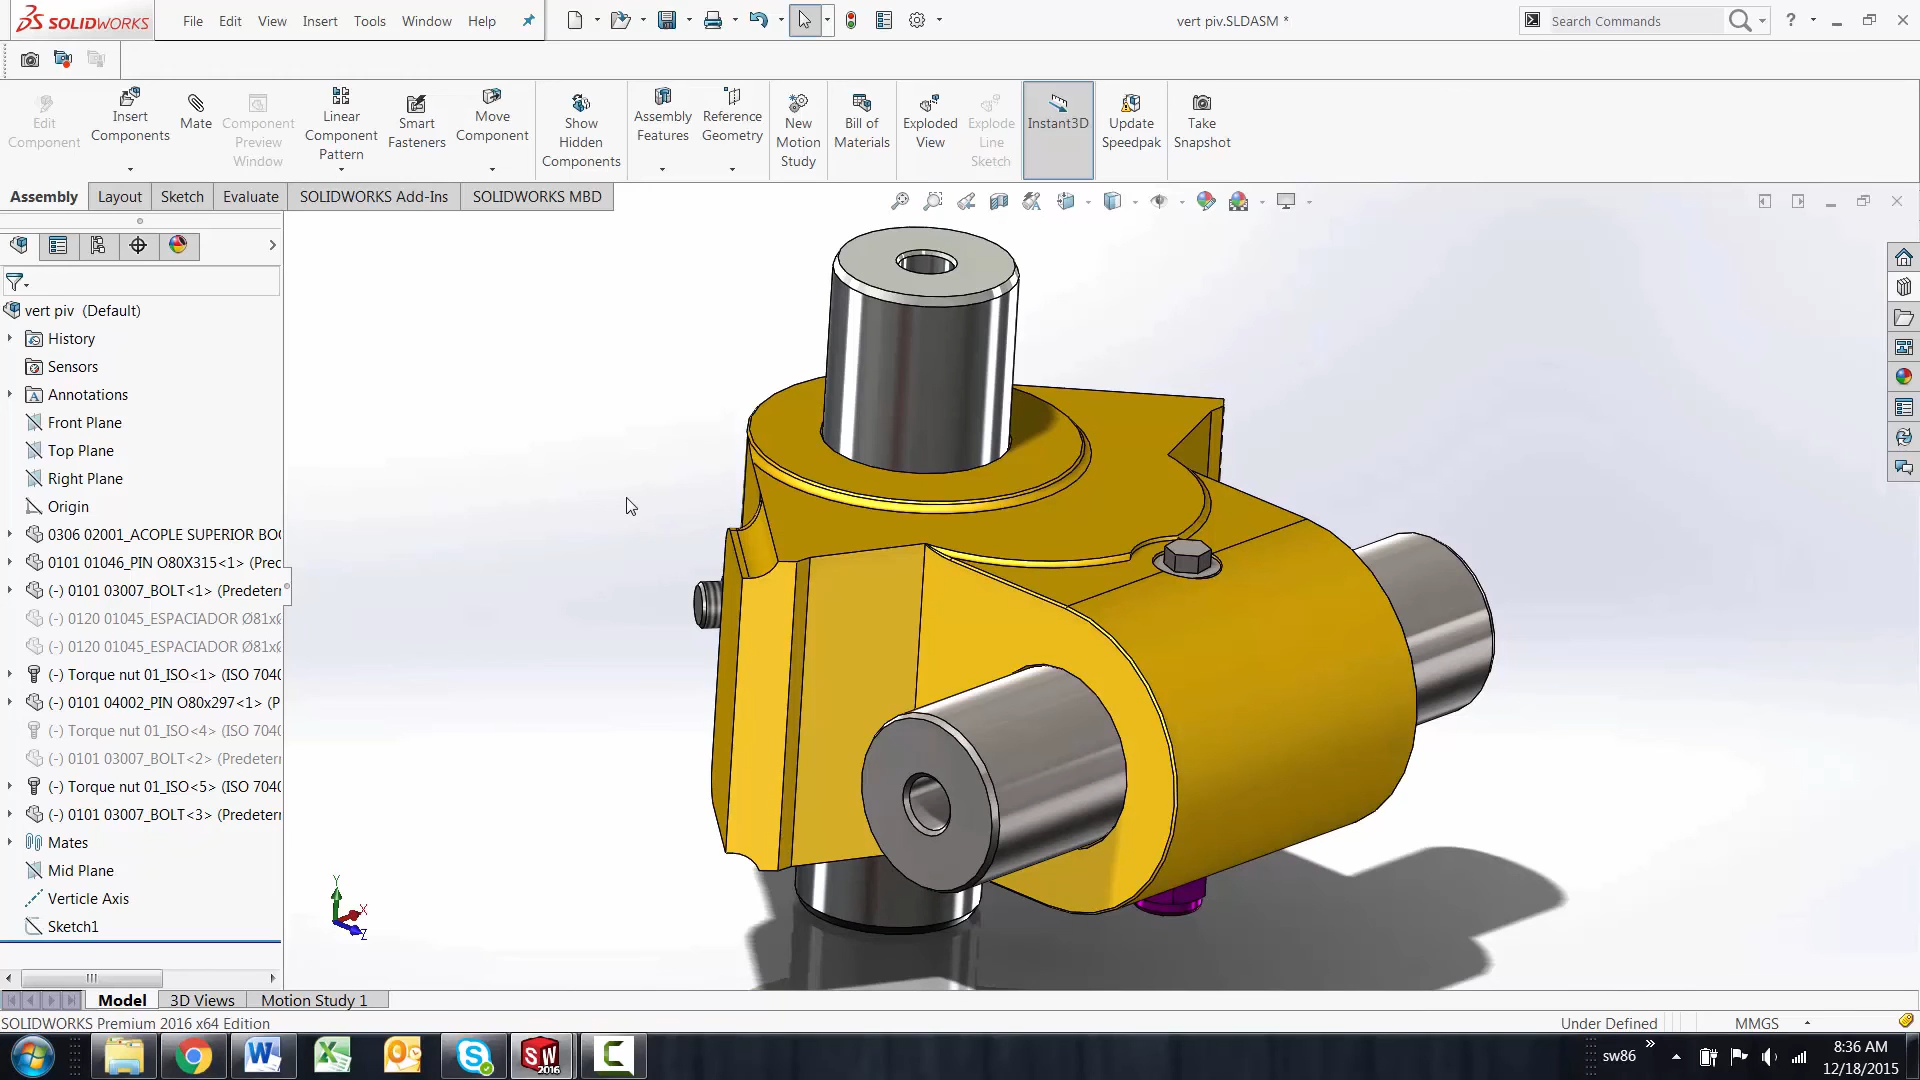 SOLIDWORKS
File Edit View Insert Tools Window Help
vert piv.SLDASM *
Search Commands
?
Edit Component
Insert Components
Mate
Component Preview Window
Linear Component Pattern
Smart Fasteners
Move Component
Show Hidden Components
Assembly Features
Reference Geometry
New Motion Study
Bill of Materials
Exploded View
Explode Line Sketch
Instant3D
Update Speedpak
Take Snapshot
Assembly Layout Sketch Evaluate SOLIDWORKS Add-Ins SOLIDWORKS MBD
vert piv (Default)
History
Sensors
Annotations
Front Plane
Top Plane
Right Plane
Origin
0306 02001_ACOPLE SUPERIOR BO
0101 01046_PIN O80X315<1> (Pred
(-) 0101 03007_BOLT<1> (Predeterr
(-) 0120 01045_ESPACIADOR Ø81x
(-) 0120 01045_ESPACIADOR Ø81x
(-) Torque nut 01_ISO<1> (ISO 704
(-) 0101 04002_PIN O80x297<1> (P
(-) Torque nut 01_ISO<4> (ISO 704
(-) 0101 03007_BOLT<2> (Predeterr
(-) Torque nut 01_ISO<5> (ISO 704
(-) 0101 03007_BOLT<3> (Predeterr
Mates
Mid Plane
Verticle Axis
Sketch1
Y
X
Z
Model 3D Views Motion Study 1
SOLIDWORKS Premium 2016 x64 Edition
Under Defined
MMGS
SW 2016
sw86
8:36 AM
12/18/2015